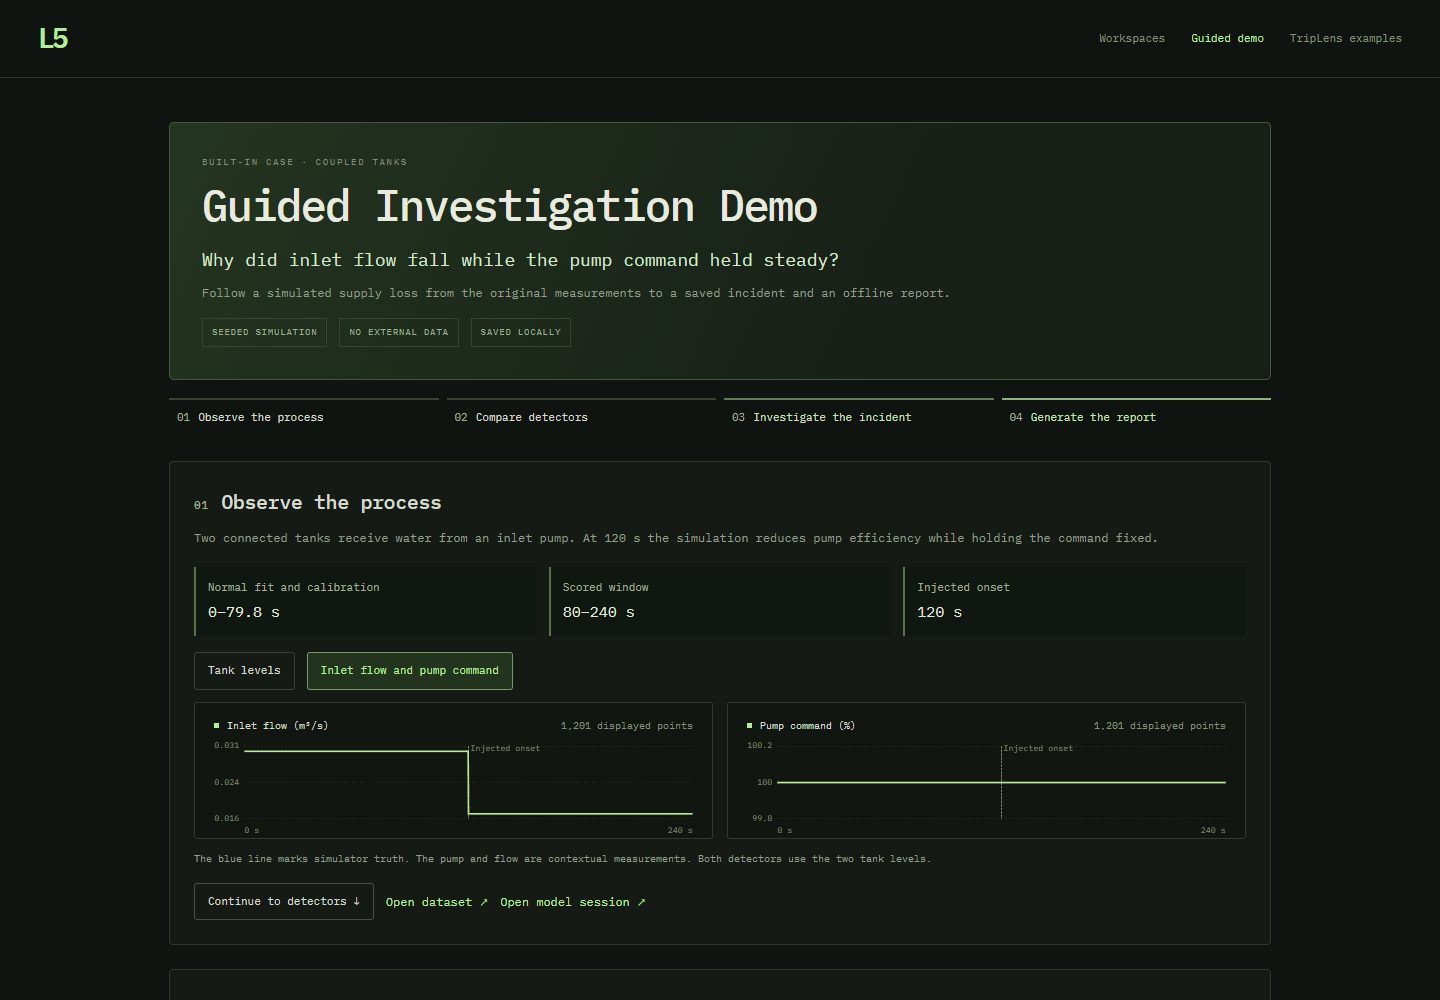 L5
Workspaces Guided demo TripLens examples
BUILT-IN CASE · COUPLED TANKS
Guided Investigation Demo
Why did inlet flow fall while the pump command held steady?
Follow a simulated supply loss from the original measurements to a saved incident and an offline report.
SEEDED SIMULATION NO EXTERNAL DATA SAVED LOCALLY
01 Observe the process 02 Compare detectors 03 Investigate the incident 04 Generate the report
01 Observe the process
Two connected tanks receive water from an inlet pump. At 120 s the simulation reduces pump efficiency while holding the command fixed.
Normal fit and calibration Scored window Injected onset
0–79.8 s 80–240 s 120 s
Tank levels Inlet flow and pump command
Inlet flow (m³/s) 1,201 displayed points
0.031
Injected onset
0.024
0.016
0 s 240 s
Pump command (%) 1,201 displayed points
100.2
Injected onset
100
99.8
0 s 240 s
The blue line marks simulator truth. The pump and flow are contextual measurements. Both detectors use the two tank levels.
Continue to detectors ↓ Open dataset ↗ Open model session ↗